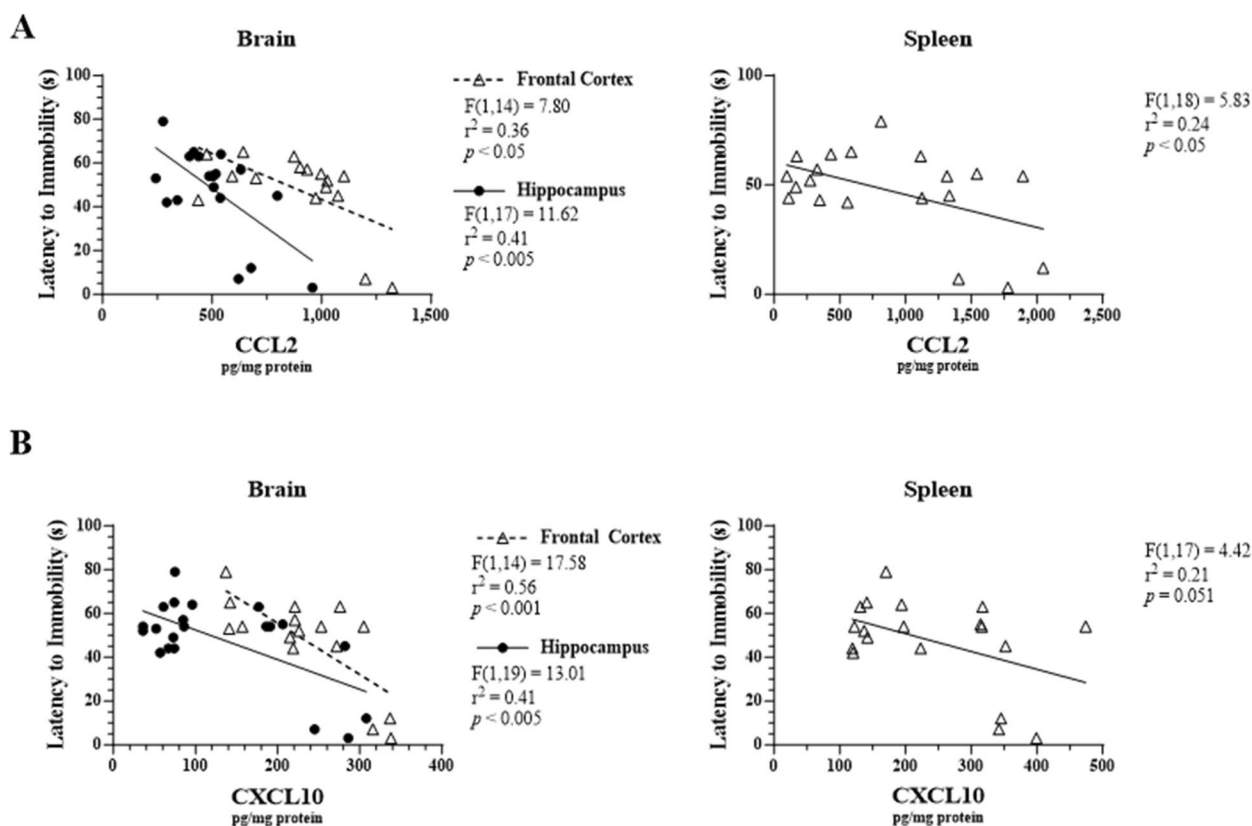 A
Brain
Spleen
Latency to Immobility (s)
100
80
60
40
20
0
500
1,000
1,500
CCL2
pg/mg protein
Frontal Cortex
F(1,14) = 7.80
r² = 0.36
p < 0.05
Hippocampus
F(1,17) = 11.62
r² = 0.41
p < 0.005
Latency to Immobility (s)
100
50
0
0
500
1,000
1,500
2,000
2,500
CCL2
pg/mg protein
F(1,18) = 5.83
r² = 0.24
p < 0.05
B
Brain
Spleen
Latency to Immobility (s)
100
80
60
40
20
0
0
100
200
300
400
CXCL10
pg/mg protein
Frontal Cortex
F(1,14) = 17.58
r² = 0.56
p < 0.001
Hippocampus
F(1,19) = 13.01
r² = 0.41
p < 0.005
Latency to Immobility (s)
100
80
60
40
20
0
0
100
200
300
400
500
CXCL10
pg/mg protein
F(1,17) = 4.42
r² = 0.21
p = 0.051